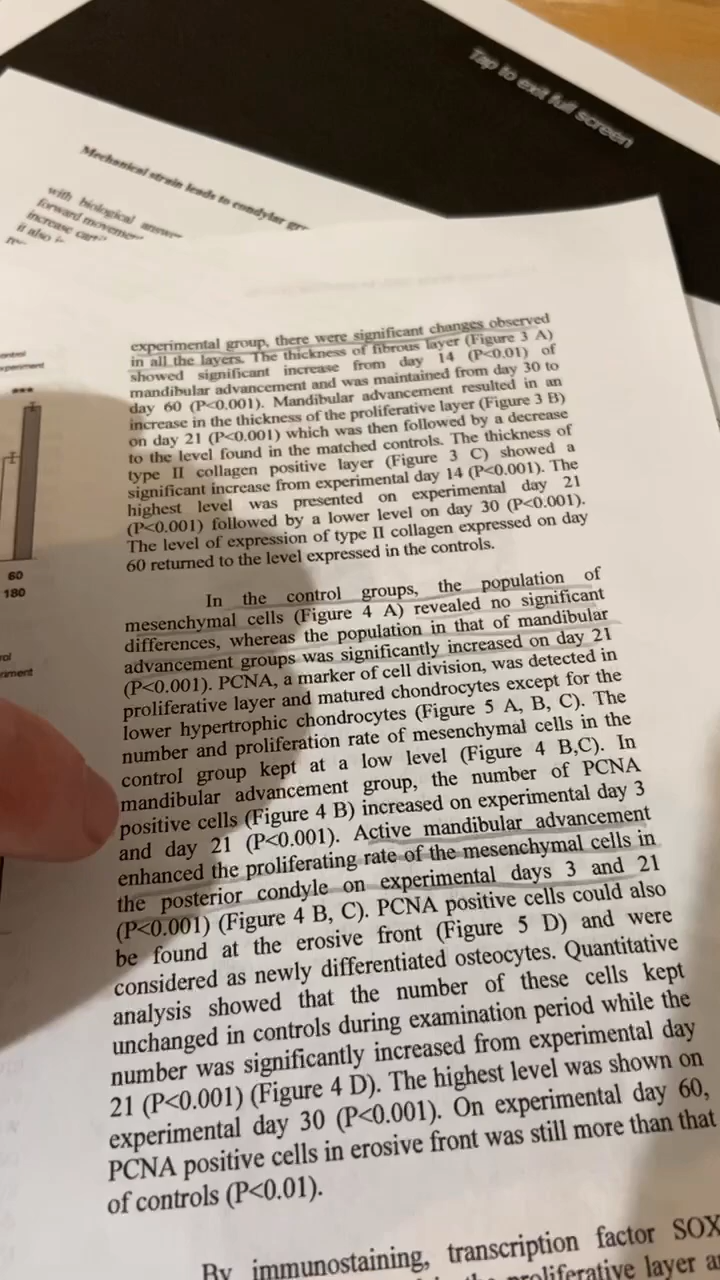 Tap to exit full screen
Mechanical strain leads to condylar
with biological
forward
increase
it also
experimental group, there were significant changes observed
in all the layers. The thickness of fibrous layer (Figure 3 A)
showed significant increase from day 14 (P<0.01) of
mandibular advancement and was maintained from day 30 to
day 60 (P<0.001). Mandibular advancement resulted in an
increase in the thickness of the proliferative layer (Figure 3 B)
on day 21 (P<0.001) which was then followed by a decrease
to the level found in the matched controls. The thickness of
type II collagen positive layer (Figure 3 C) showed a
significant increase from experimental day 14 (P<0.001). The
highest level was presented on experimental day 21
(P<0.001) followed by a lower level on day 30 (P<0.001).
The level of expression of type II collagen expressed on day
60 returned to the level expressed in the controls.
In the control groups, the population of
mesenchymal cells (Figure 4 A) revealed no significant
differences, whereas the population in that of mandibular
advancement groups was significantly increased on day 21
(P<0.001). PCNA, a marker of cell division, was detected in
proliferative layer and matured chondrocytes except for the
lower hypertrophic chondrocytes (Figure 5 A, B, C). The
number and proliferation rate of mesenchymal cells in the
control group kept at a low level (Figure 4 B,C). In
mandibular advancement group, the number of PCNA
positive cells (Figure 4 B) increased on experimental day 3
and day 21 (P<0.001). Active mandibular advancement
enhanced the proliferating rate of the mesenchymal cells in
the posterior condyle on experimental days 3 and 21
(P<0.001) (Figure 4 B, C). PCNA positive cells could also
be found at the erosive front (Figure 5 D) and were
considered as newly differentiated osteocytes. Quantitative
analysis showed that the number of these cells kept
unchanged in controls during examination period while the
number was significantly increased from experimental day
21 (P<0.001) (Figure 4 D). The highest level was shown on
experimental day 30 (P<0.001). On experimental day 60,
PCNA positive cells in erosive front was still more than that
of controls (P<0.01).
By immunostaining, transcription factor SOX
proliferative layer
***
60
180